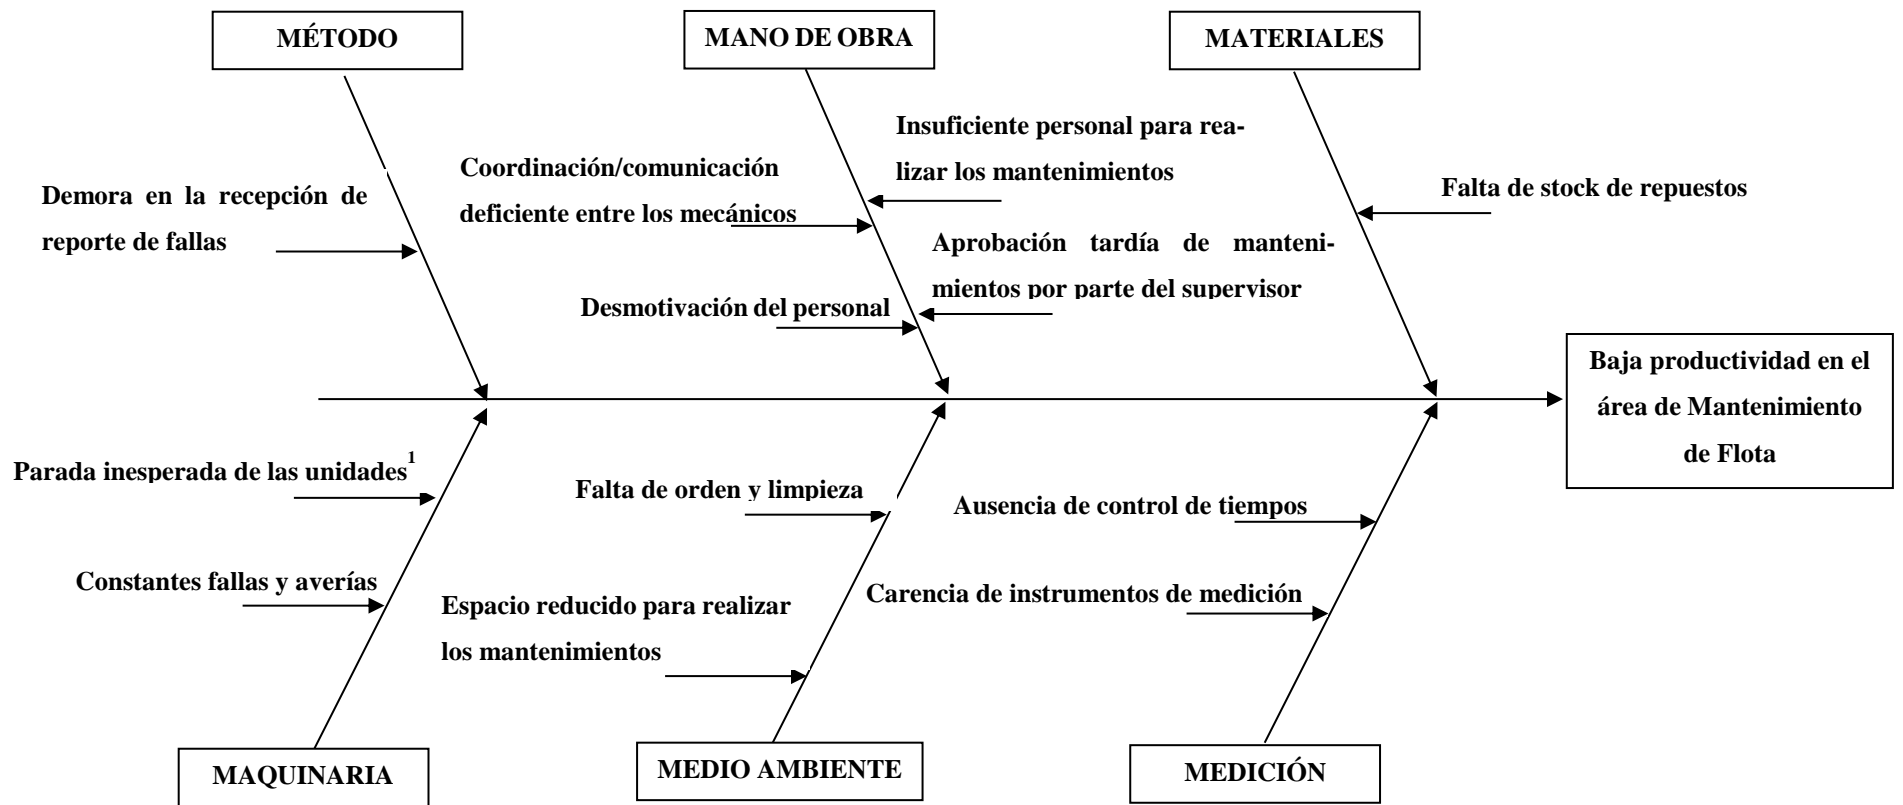 MÉTODO
MANO DE OBRA
MATERIALES
Insuficiente personal para rea-
lizar los mantenimientos
Coordinación/comunicación
deficiente entre los mecánicos
Demora en la recepción de
reporte de fallas
Falta de stock de repuestos
Aprobación tardía de manteni-
mientos por parte del supervisor
Desmotivación del personal
Baja productividad en el
área de Mantenimiento
de Flota
Parada inesperada de las unidades1
Falta de orden y limpieza
Ausencia de control de tiempos
Constantes fallas y averías
Espacio reducido para realizar
los mantenimientos
Carencia de instrumentos de medición
MAQUINARIA
MEDIO AMBIENTE
MEDICIÓN